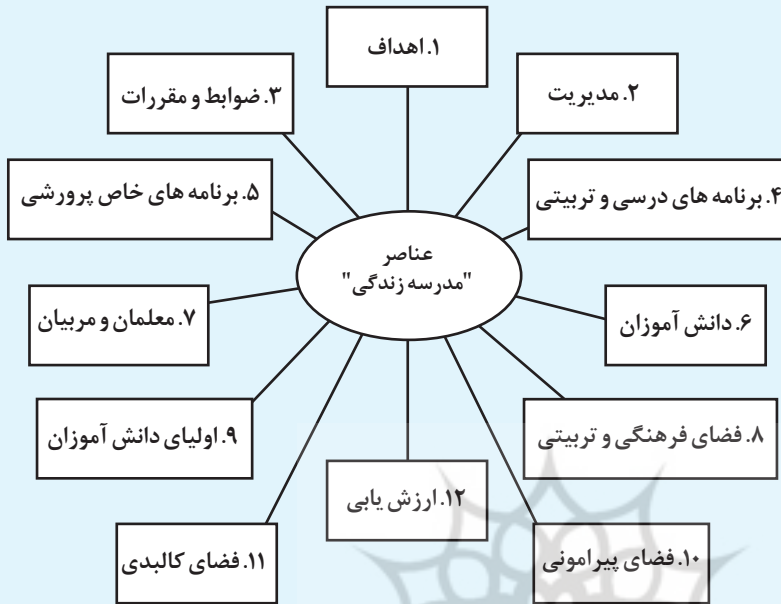 ۱. اهداف
۲. مدیریت
۳. ضوابط و مقررات
۴. برنامه های درسی و تربیتی
۵. برنامه های خاص پرورشی
عناصر
"مدرسه زندگی"
۶. دانش آموزان
۷. معلمان و مربیان
۸. فضای فرهنگی و تربیتی
۹. اولیای دانش آموزان
۱۰. فضای پیرامونی
۱۱. فضای کالبدی
۱۲. ارزش یابی